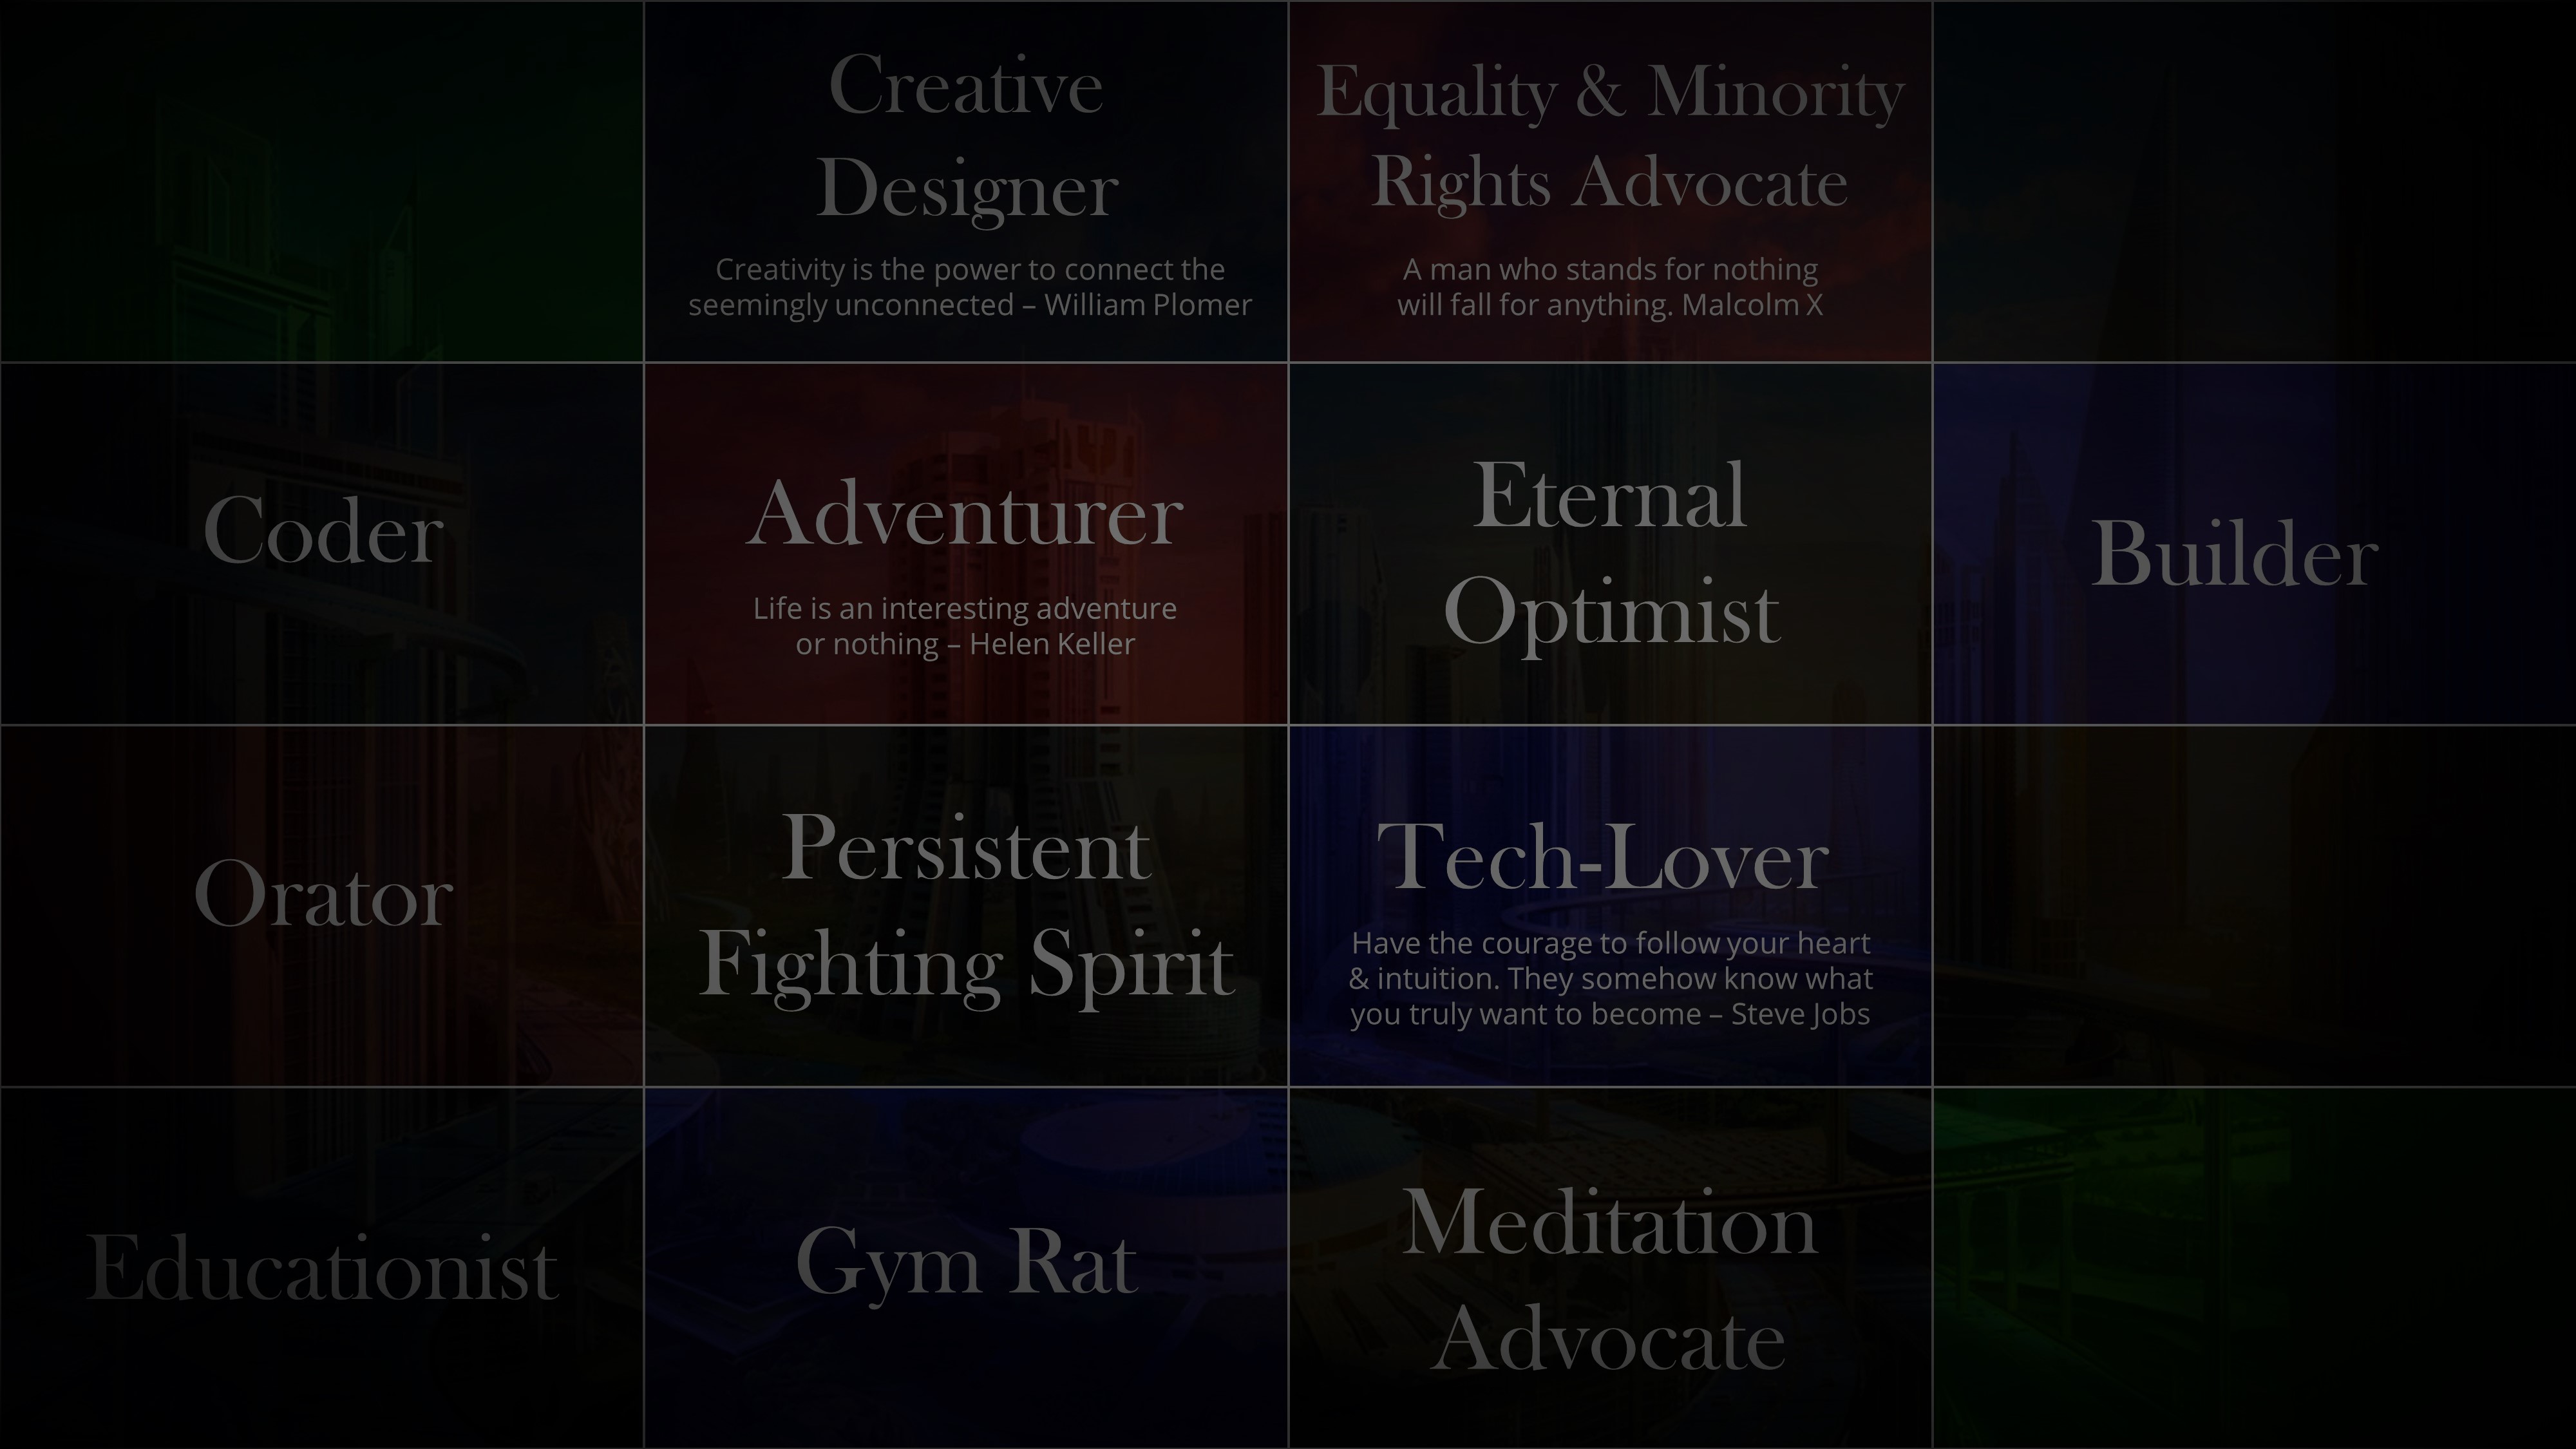 Creative
Designer
Creativity is the power to connect the
seemingly unconnected – William Plomer
Equality & Minority
Rights Advocate
A man who stands for nothing
will fall for anything. Malcolm X
Coder
Adventurer
Life is an interesting adventure
or nothing – Helen Keller
Eternal
Optimist
Builder
Orator
Persistent
Fighting Spirit
Tech-Lover
Have the courage to follow your heart
& intuition. They somehow know what
you truly want to become – Steve Jobs
Educationist
Gym Rat
Meditation
Advocate